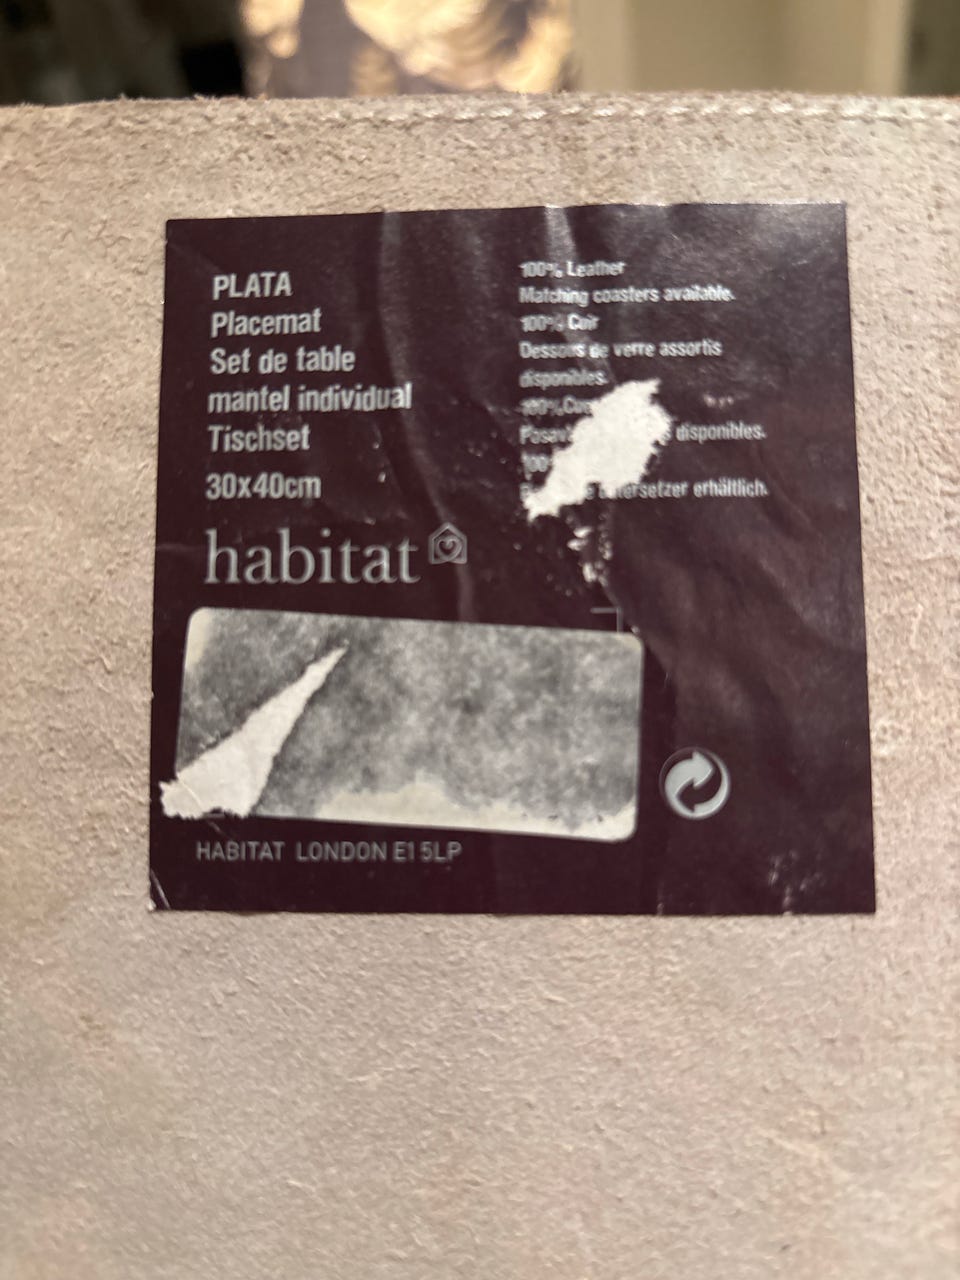 PLATA
Placemat
Set de table
mantel individual
Tischset
30x40cm
habitat
100% Leather
Matching coasters available.
100% Cuir
Dessous de verre assortis
disponibles.
100%
disponibles.
erhältlich.
HABITAT LONDON E1 5LP